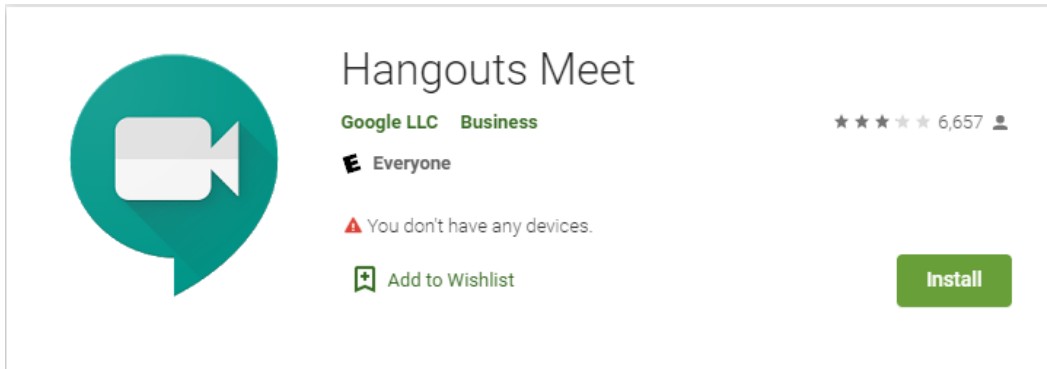 Hangouts Meet
Google LLC Business 6,657
E Everyone
You don't have any devices.
Add to Wishlist Install